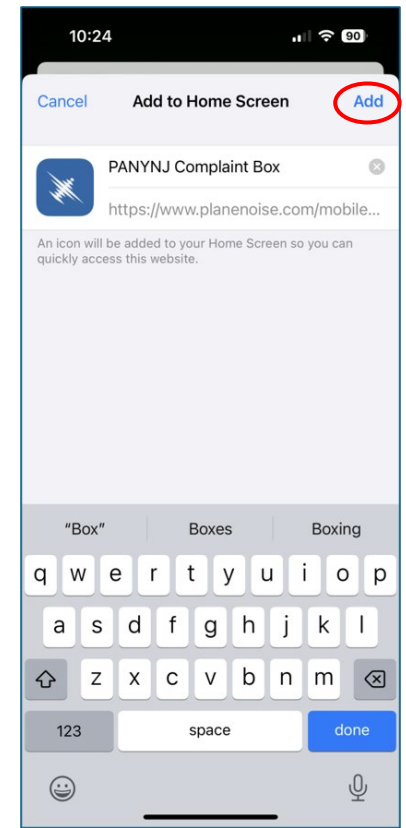 10:24 90
Cancel Add to Home Screen Add
PANYNJ Complaint Box
https://www.planenoise.com/mobile...
An icon will be added to your Home Screen so you can
quickly access this website.
“Box” Boxes Boxing
q w e r t y u i o p
a s d f g h j k l
z x c v b n m
123 space done